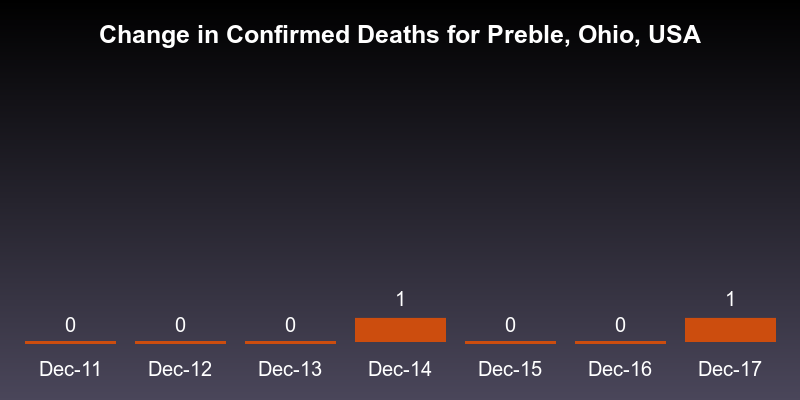 Change in Confirmed Deaths for Preble, Ohio, USA
0 0 0 1 0 0 1
Dec-11 Dec-12 Dec-13 Dec-14 Dec-15 Dec-16 Dec-17